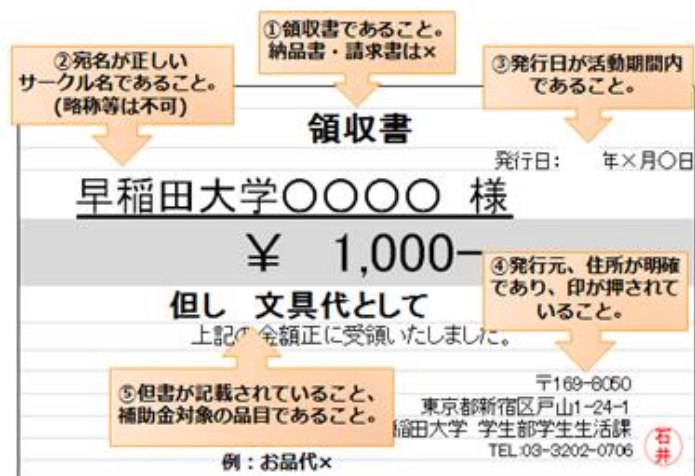 ①領収書であること。
納品書・請求書は×
②宛名が正しい
サークル名であること。
(略称等は不可)
③発行日が活動期間内
であること。
領収書
発行日: 年×月〇日
早稲田大学〇〇〇〇 様
¥ 1,000−
④発行元、住所が明確
であり、印が押されて
いること。
但し 文具代として
上記の金額正に受領いたしました。
⑤但書が記載されていること、
補助金対象の品目であること。
〒169-8050
東京都新宿区戸山1-24-1
稲田大学 学生部学生生活課
TEL:03-3202-0706
石井
例：お品代×